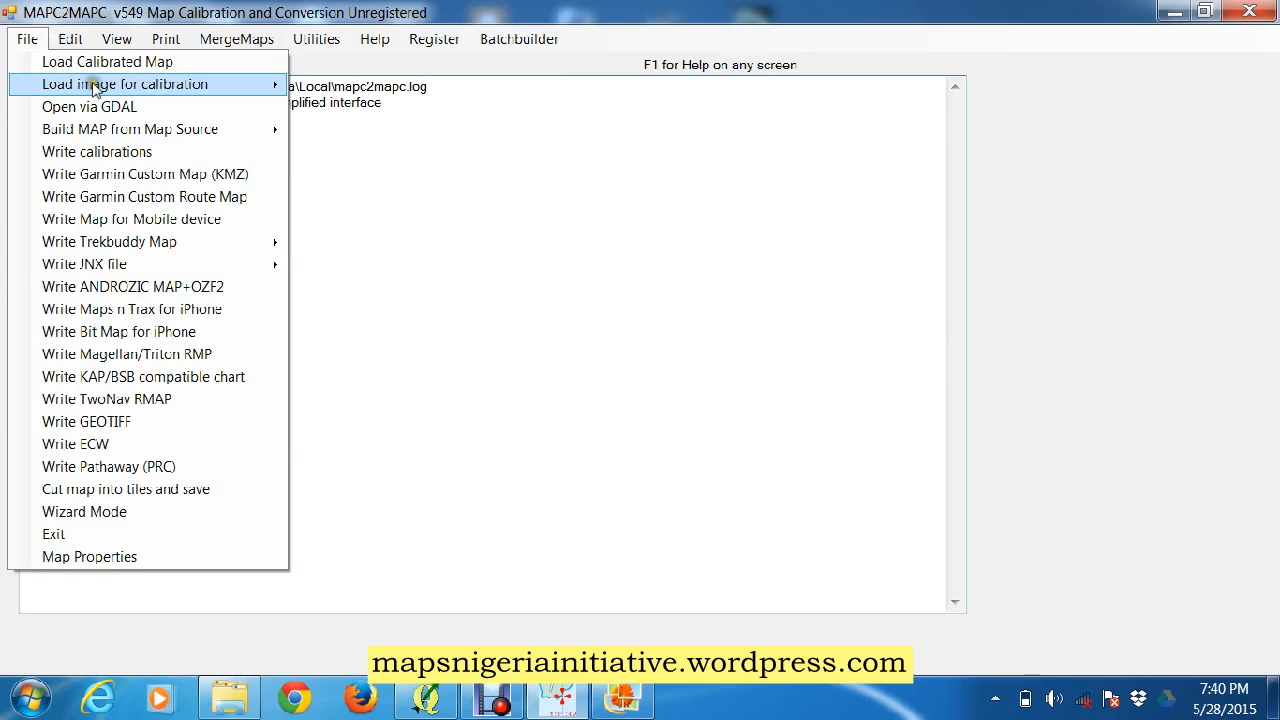 MAPC2MAPC v549 Map Calibration and Conversion Unregistered
File Edit View Print MergeMaps Utilities Help Register Batchbuilder
F1 for Help on any screen
a\Local\mapc2mapc.log
plified interface
Load Calibrated Map
Load image for calibration
Open via GDAL
Build MAP from Map Source
Write calibrations
Write Garmin Custom Map (KMZ)
Write Garmin Custom Route Map
Write Map for Mobile device
Write Trekbuddy Map
Write JNX file
Write ANDROZIC MAP+OZF2
Write Maps n Trax for iPhone
Write Bit Map for iPhone
Write Magellan/Triton RMP
Write KAP/BSB compatible chart
Write TwoNav RMAP
Write GEOTIFF
Write ECW
Write Pathaway (PRC)
Cut map into tiles and save
Wizard Mode
Exit
Map Properties
mapsnigeriainitiative.wordpress.com
7:40 PM
5/28/2015